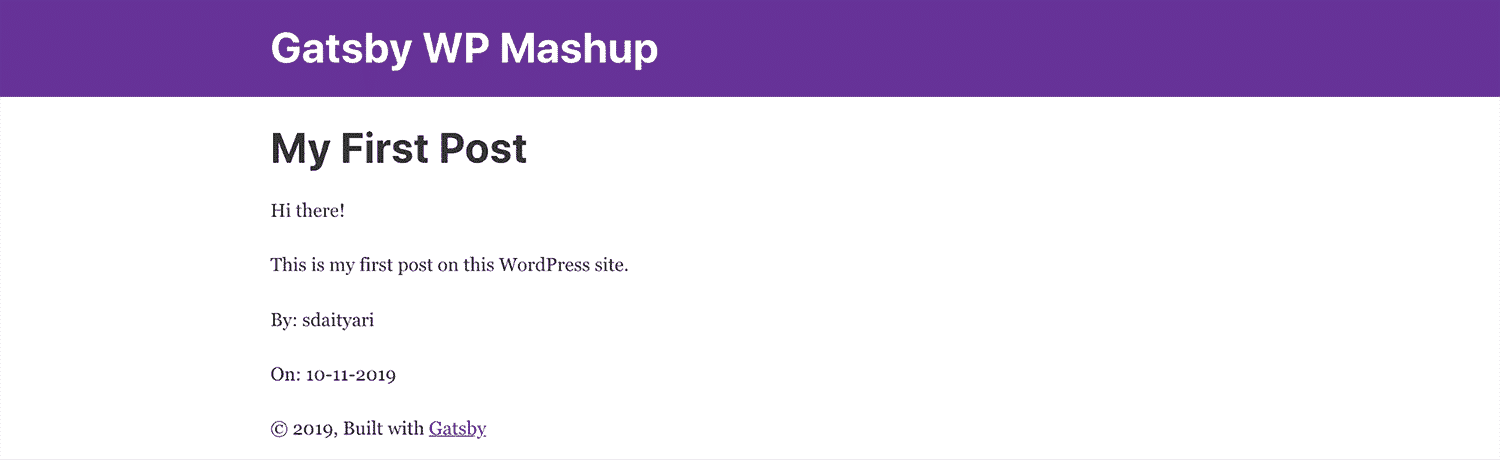 Gatsby WP Mashup
My First Post
Hi there!
This is my first post on this WordPress site.
By: sdaityari
On: 10-11-2019
© 2019, Built with Gatsby